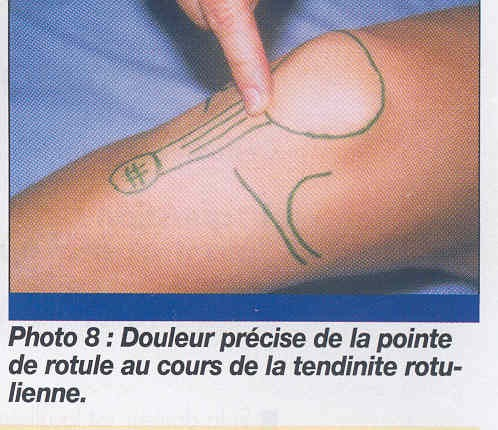 Photo 8 : Douleur précise de la pointe
de rotule au cours de la tendinite rotu-
lienne.